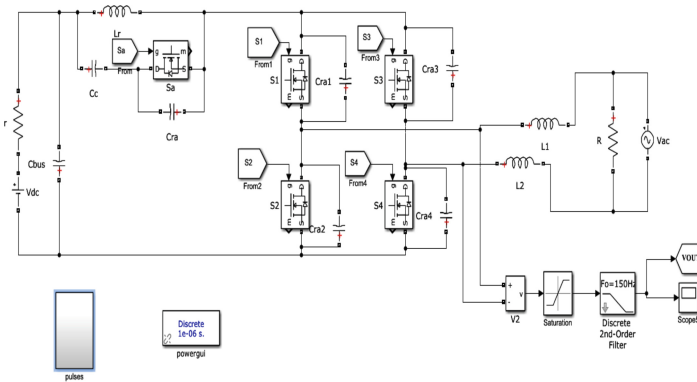 Lr
Sa
From
g
m
D
S
Sa
Cc
Cra
r
Cbus
Vdc
S1
From1
g
D
S1
m
S
Cra1
S3
From3
g
D
S3
m
S
Cra3
S2
From2
g
D
S2
m
S
Cra2
S4
From4
g
D
S4
m
S
Cra4
L1
L2
R
Vac
+
-
v
V2
Saturation
Fo=150Hz
Discrete
2nd-Order
Filter
VOUT
Scope5
pulses
Discrete
1e-06 s.
powergui